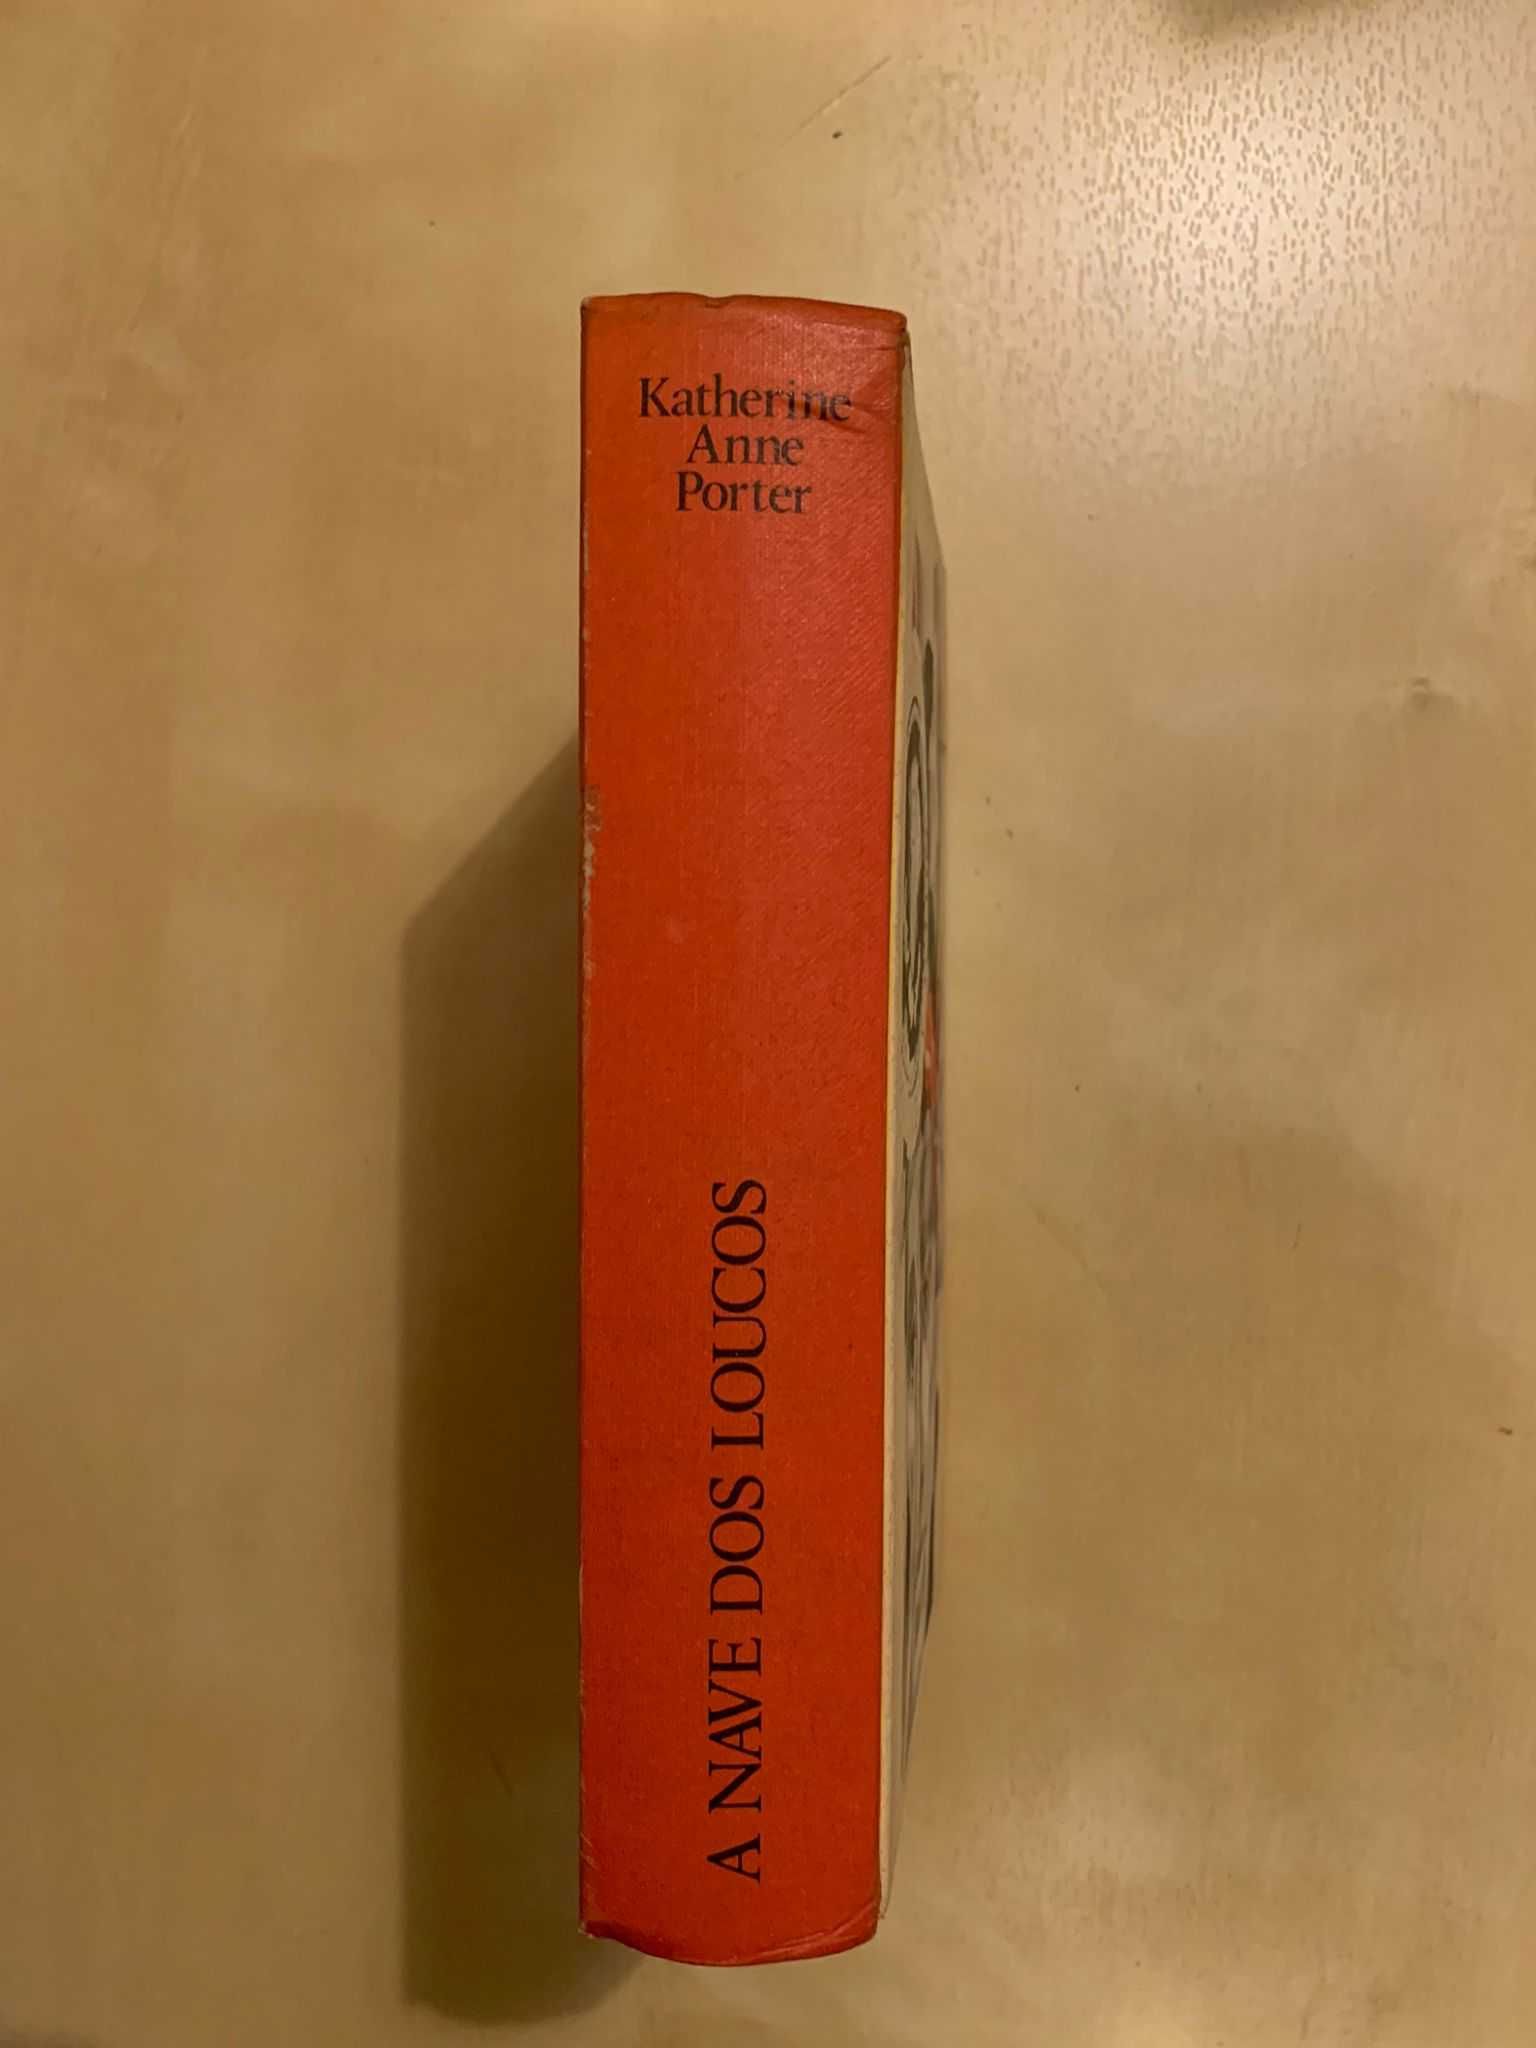 Katherine
Anne
Porter
A NAVE DOS LOUCOS